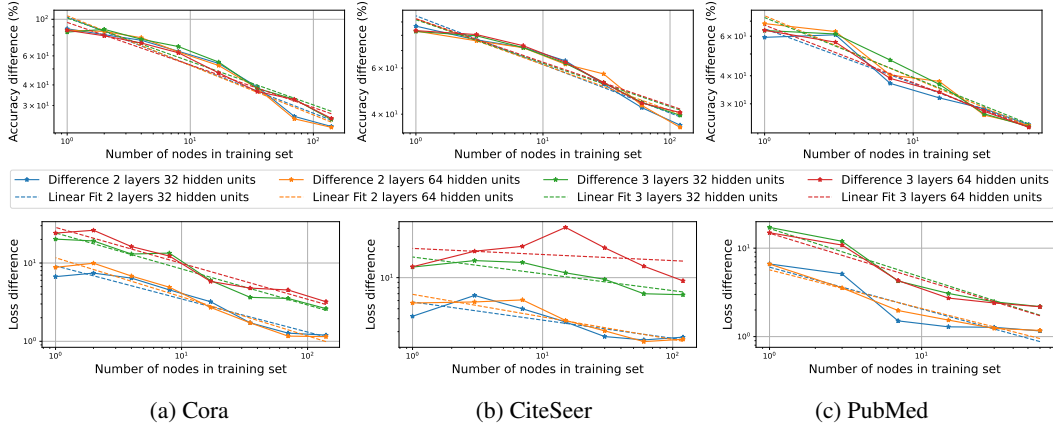 Accuracy difference (%)
10²
6 × 10¹
4 × 10¹
3 × 10¹
10⁰ 10¹ 10²
Number of nodes in training set
Accuracy difference (%)
6 × 10¹
4 × 10¹
10⁰ 10¹ 10²
Number of nodes in training set
Accuracy difference (%)
6 × 10¹
4 × 10¹
3 × 10¹
10⁰ 10¹
Number of nodes in training set
Difference 2 layers 32 hidden units Difference 2 layers 64 hidden units Difference 3 layers 32 hidden units Difference 3 layers 64 hidden units
Linear Fit 2 layers 32 hidden units Linear Fit 2 layers 64 hidden units Linear Fit 3 layers 32 hidden units Linear Fit 3 layers 64 hidden units
Loss difference
10¹
10⁰
10⁰ 10¹ 10²
Number of nodes in training set
Loss difference
10¹
10⁰ 10¹ 10²
Number of nodes in training set
Loss difference
10¹
10⁰
10⁰ 10¹
Number of nodes in training set
(a) Cora (b) CiteSeer (c) PubMed